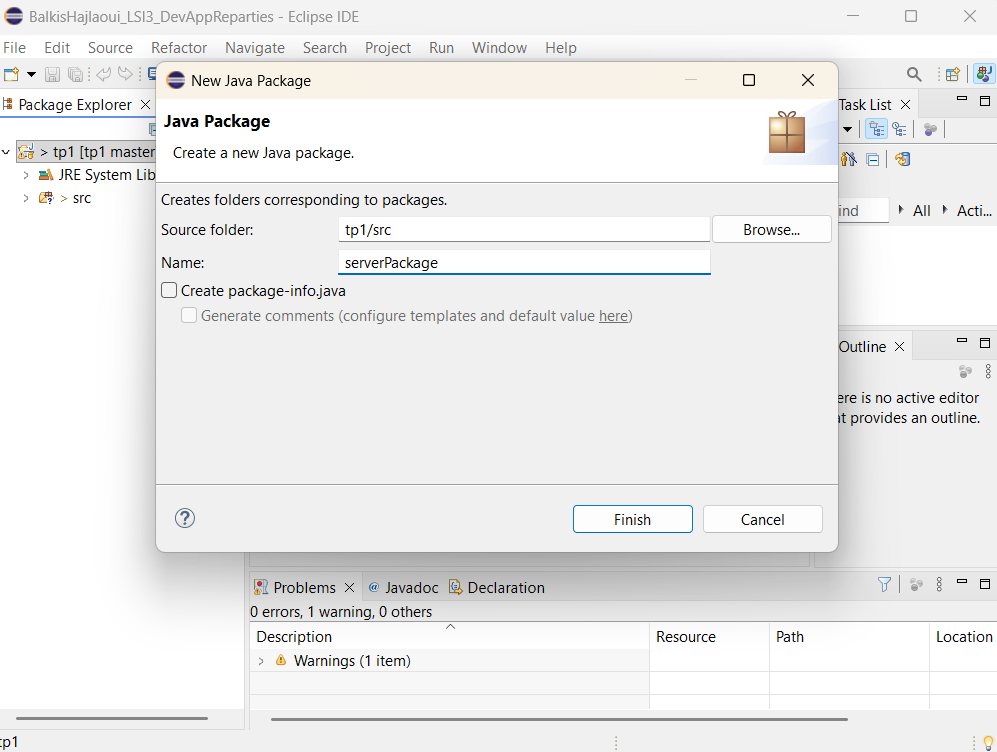 BalkisHajlaoui_LSI3_DevAppReparties - Eclipse IDE
File Edit Source Refactor Navigate Search Project Run Window Help
Package Explorer
> tp1 [tp1 master
JRE System Lib
> src
New Java Package
Java Package
Create a new Java package.
Creates folders corresponding to packages.
Source folder: tp1/src Browse...
Name: serverPackage
Create package-info.java
Generate comments (configure templates and default value here)
? Finish Cancel
Task List
ind All Acti...
Outline
ere is no active editor
at provides an outline.
Problems @ Javadoc Declaration
0 errors, 1 warning, 0 others
Description Resource Path Location
Warnings (1 item)
tp1